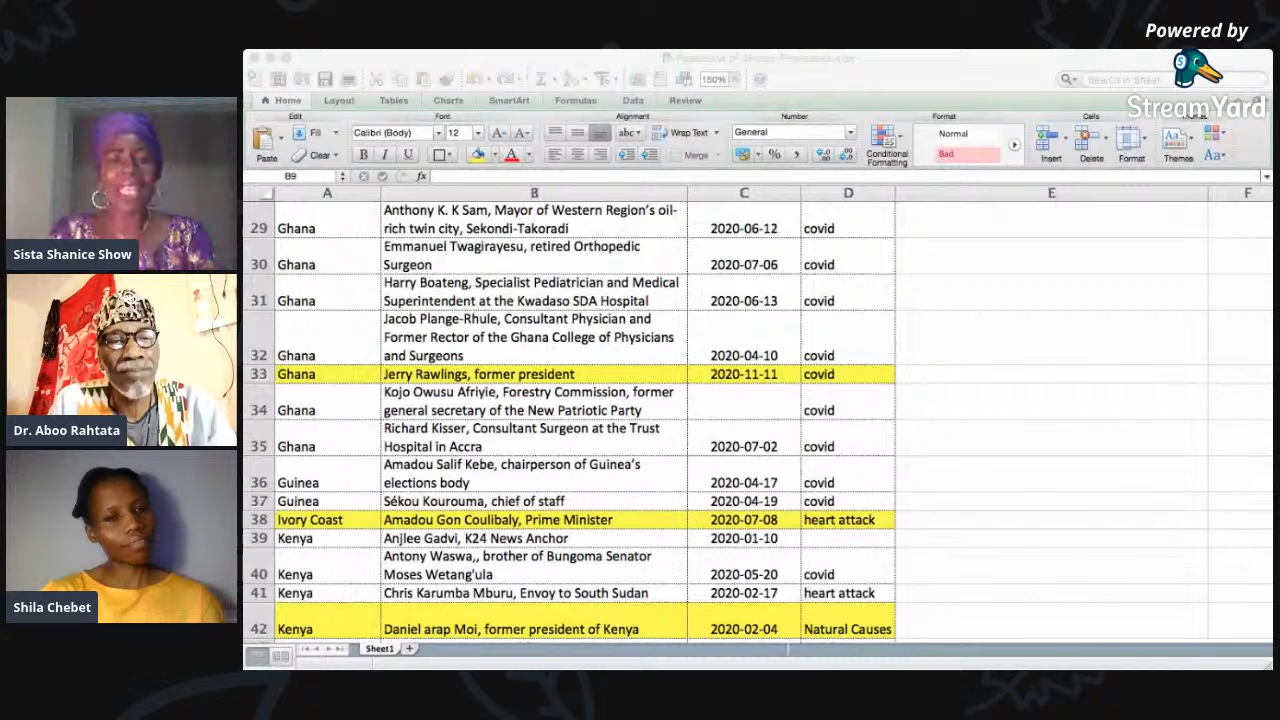 Powered by
StreamYard
Sista Shanice Show
Dr. Aboo Rahtata
Shila Chebet
150%
Search in Sheet
Home Layout Tables Charts SmartArt Formulas Data Review
Edit Font Alignment Number Format Cells
Paste Fill Clear Calibri (Body) 12 A A abc Wrap Text General Conditional Formatting Normal Insert Delete Format Themes Aa
B I U Merge % , Bad
B9 fx
A B C D E F
29 Ghana Anthony K. K Sam, Mayor of Western Region's oil-
rich twin city, Sekondi-Takoradi 2020-06-12 covid
30 Ghana Emmanuel Twagirayesu, retired Orthopedic
Surgeon 2020-07-06 covid
31 Ghana Harry Boateng, Specialist Pediatrician and Medical
Superintendent at the Kwadaso SDA Hospital 2020-06-13 covid
32 Ghana Jacob Plange-Rhule, Consultant Physician and
Former Rector of the Ghana College of Physicians
and Surgeons 2020-04-10 covid
33 Ghana Jerry Rawlings, former president 2020-11-11 covid
34 Ghana Kojo Owusu Afriyie, Forestry Commission, former
general secretary of the New Patriotic Party covid
35 Ghana Richard Kisser, Consultant Surgeon at the Trust
Hospital in Accra 2020-07-02 covid
36 Guinea Amadou Salif Kebe, chairperson of Guinea's
elections body 2020-04-17 covid
37 Guinea Sékou Kourouma, chief of staff 2020-04-19 covid
38 Ivory Coast Amadou Gon Coulibaly, Prime Minister 2020-07-08 heart attack
39 Kenya Anjlee Gadvi, K24 News Anchor 2020-01-10
40 Kenya Antony Waswa,, brother of Bungoma Senator
Moses Wetang'ula 2020-05-20 covid
41 Kenya Chris Karumba Mburu, Envoy to South Sudan 2020-02-17 heart attack
42 Kenya Daniel arap Moi, former president of Kenya 2020-02-04 Natural Causes
Sheet1